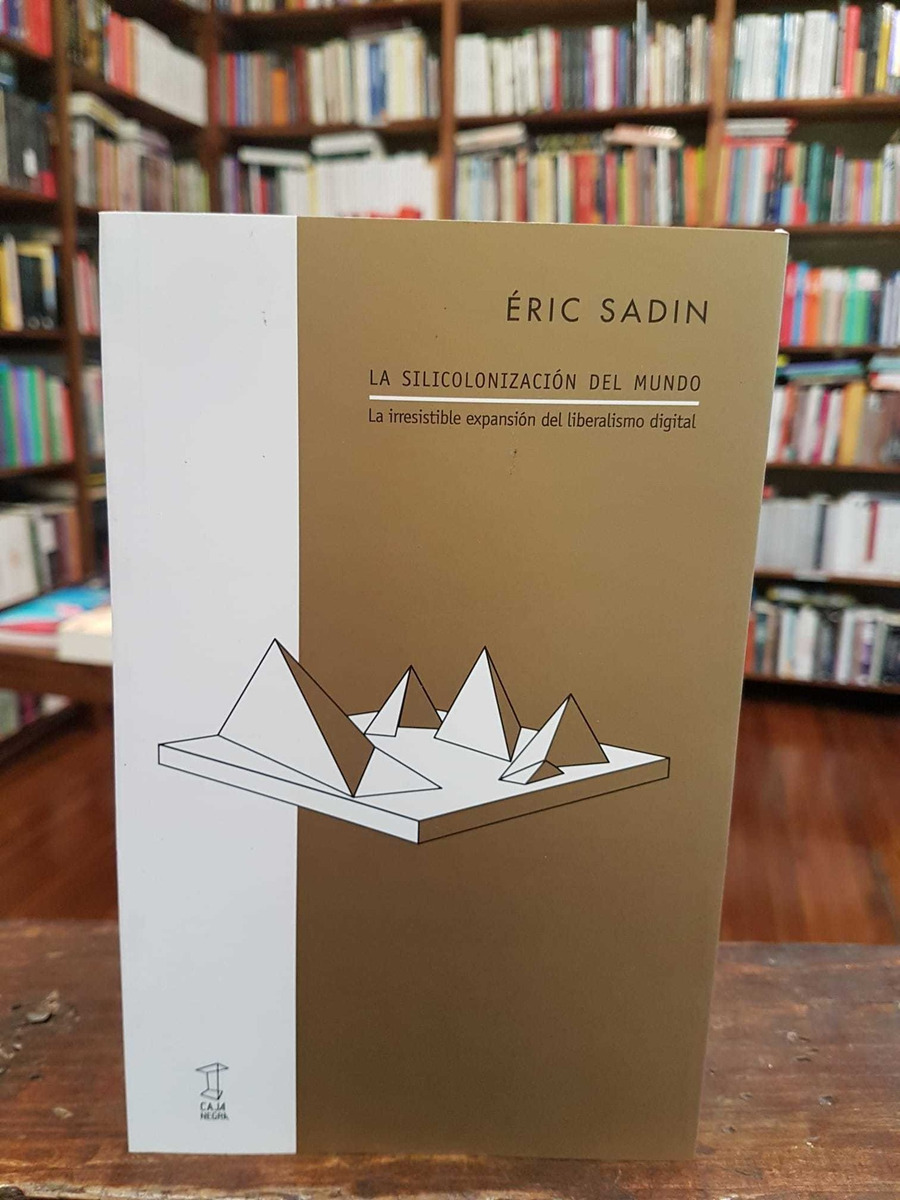 ÉRIC SADIN
LA SILICOLONIZACIÓN DEL MUNDO
La irresistible expansión del liberalismo digital
CAJA
NEGRA